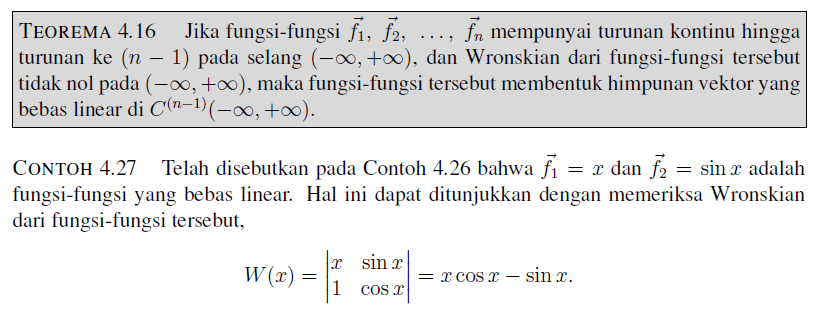 TEOREMA 4.16 Jika fungsi-fungsi f⃗₁, f⃗₂, …, f⃗ₙ mempunyai turunan kontinu hingga
turunan ke (n − 1) pada selang (−∞, +∞), dan Wronskian dari fungsi-fungsi tersebut
tidak nol pada (−∞, +∞), maka fungsi-fungsi tersebut membentuk himpunan vektor yang
bebas linear di C⁽ⁿ⁻¹⁾(−∞, +∞).
CONTOH 4.27 Telah disebutkan pada Contoh 4.26 bahwa f⃗₁ = x dan f⃗₂ = sin x adalah
fungsi-fungsi yang bebas linear. Hal ini dapat ditunjukkan dengan memeriksa Wronskian
dari fungsi-fungsi tersebut,
W(x) = |x sin x; 1 cos x| = x cos x − sin x.